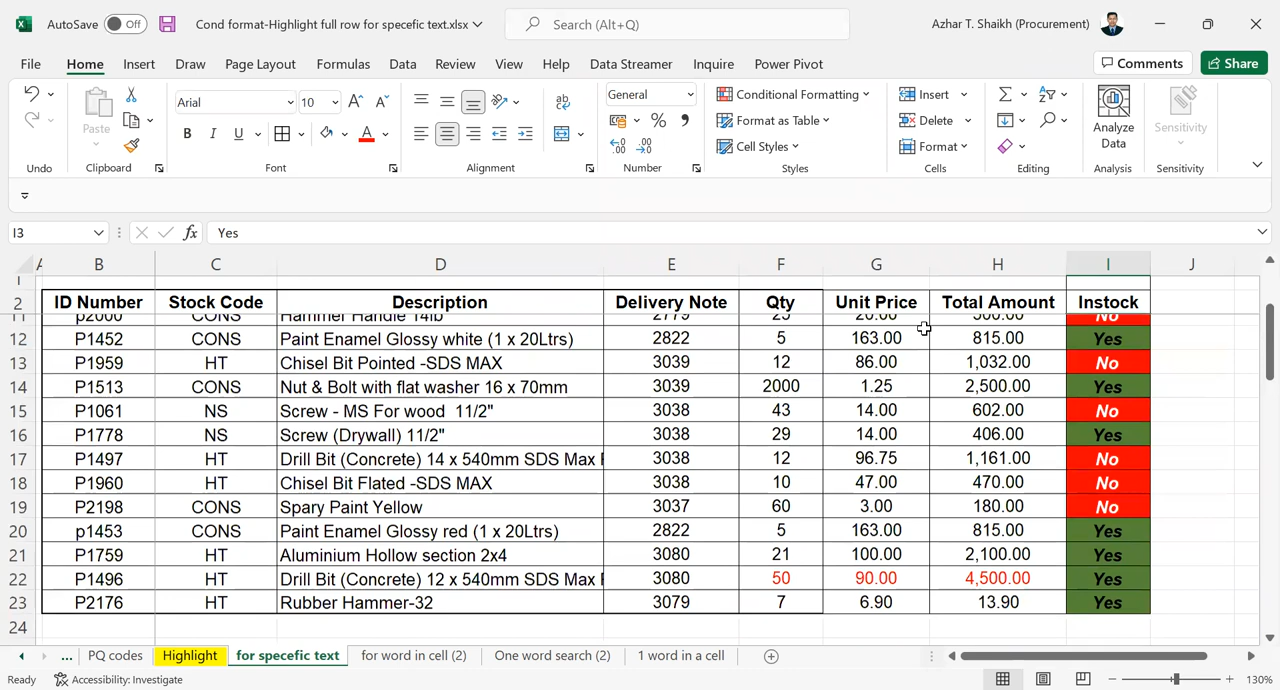 AutoSave Off Cond format-Highlight full row for specefic text.xlsx Search (Alt+Q) Azhar T. Shaikh (Procurement)
File Home Insert Draw Page Layout Formulas Data Review View Help Data Streamer Inquire Power Pivot Comments Share
Paste Arial 10 General Conditional Formatting Insert Analyze Data Sensitivity
B I U A % Format as Table Delete
Cell Styles Format
Undo Clipboard Font Alignment Number Styles Cells Editing Analysis Sensitivity
I3 fx Yes
A B C D E F G H I J
1
2 ID Number Stock Code Description Delivery Note Qty Unit Price Total Amount Instock
11 p2000 CONS Hammer Handle 14lb 2779 25 20.00 500.00 No
12 P1452 CONS Paint Enamel Glossy white (1 x 20Ltrs) 2822 5 163.00 815.00 Yes
13 P1959 HT Chisel Bit Pointed -SDS MAX 3039 12 86.00 1,032.00 No
14 P1513 CONS Nut & Bolt with flat washer 16 x 70mm 3039 2000 1.25 2,500.00 Yes
15 P1061 NS Screw - MS For wood 11/2" 3038 43 14.00 602.00 No
16 P1778 NS Screw (Drywall) 11/2" 3038 29 14.00 406.00 Yes
17 P1497 HT Drill Bit (Concrete) 14 x 540mm SDS Max 3038 12 96.75 1,161.00 No
18 P1960 HT Chisel Bit Flated -SDS MAX 3038 10 47.00 470.00 No
19 P2198 CONS Spary Paint Yellow 3037 60 3.00 180.00 No
20 p1453 CONS Paint Enamel Glossy red (1 x 20Ltrs) 2822 5 163.00 815.00 Yes
21 P1759 HT Aluminium Hollow section 2x4 3080 21 100.00 2,100.00 Yes
22 P1496 HT Drill Bit (Concrete) 12 x 540mm SDS Max 3080 50 90.00 4,500.00 Yes
23 P2176 HT Rubber Hammer-32 3079 7 6.90 13.90 Yes
24
... PQ codes Highlight for specefic text for word in cell (2) One word search (2) 1 word in a cell
Ready Accessibility: Investigate 130%